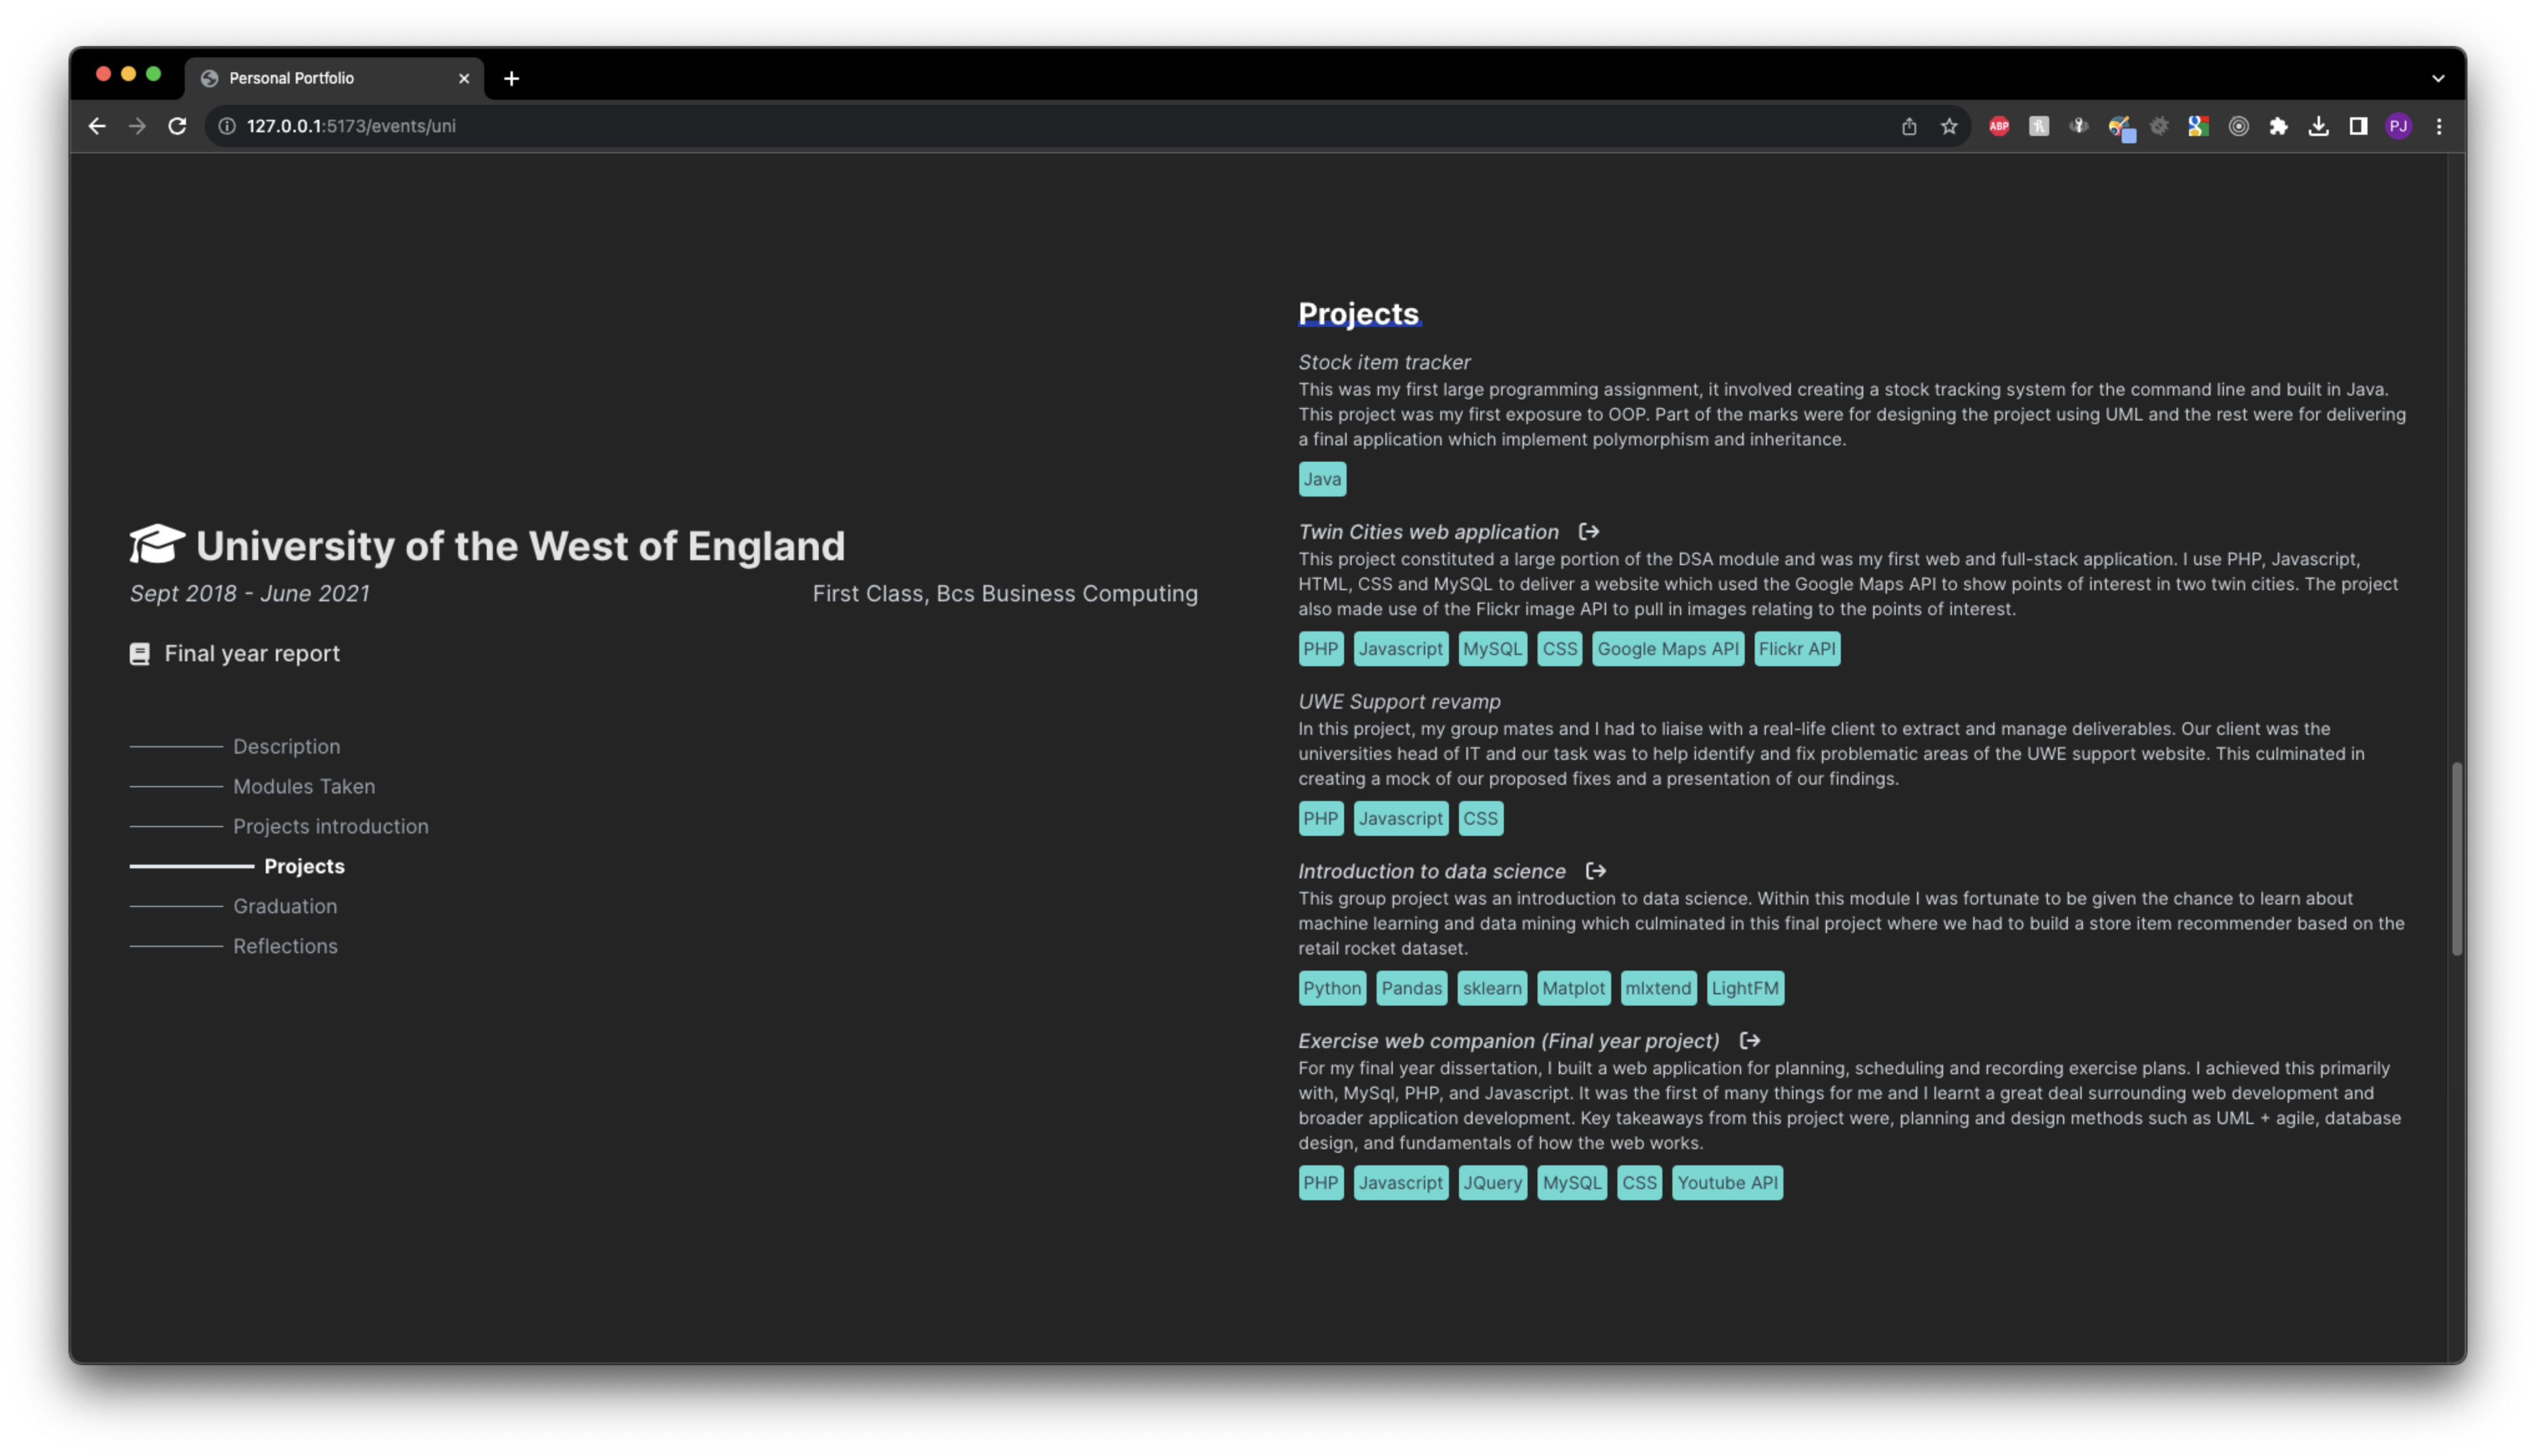 Personal Portfolio
127.0.0.1:5173/events/uni
ABP
PJ
University of the West of England
Sept 2018 - June 2021
First Class, Bcs Business Computing
Final year report
Description
Modules Taken
Projects introduction
Projects
Graduation
Reflections
Projects
Stock item tracker
This was my first large programming assignment, it involved creating a stock tracking system for the command line and built in Java.
This project was my first exposure to OOP. Part of the marks were for designing the project using UML and the rest were for delivering
a final application which implement polymorphism and inheritance.
Java
Twin Cities web application
This project constituted a large portion of the DSA module and was my first web and full-stack application. I use PHP, Javascript,
HTML, CSS and MySQL to deliver a website which used the Google Maps API to show points of interest in two twin cities. The project
also made use of the Flickr image API to pull in images relating to the points of interest.
PHP Javascript MySQL CSS Google Maps API Flickr API
UWE Support revamp
In this project, my group mates and I had to liaise with a real-life client to extract and manage deliverables. Our client was the
universities head of IT and our task was to help identify and fix problematic areas of the UWE support website. This culminated in
creating a mock of our proposed fixes and a presentation of our findings.
PHP Javascript CSS
Introduction to data science
This group project was an introduction to data science. Within this module I was fortunate to be given the chance to learn about
machine learning and data mining which culminated in this final project where we had to build a store item recommender based on the
retail rocket dataset.
Python Pandas sklearn Matplot mlxtend LightFM
Exercise web companion (Final year project)
For my final year dissertation, I built a web application for planning, scheduling and recording exercise plans. I achieved this primarily
with, MySql, PHP, and Javascript. It was the first of many things for me and I learnt a great deal surrounding web development and
broader application development. Key takeaways from this project were, planning and design methods such as UML + agile, database
design, and fundamentals of how the web works.
PHP Javascript JQuery MySQL CSS Youtube API